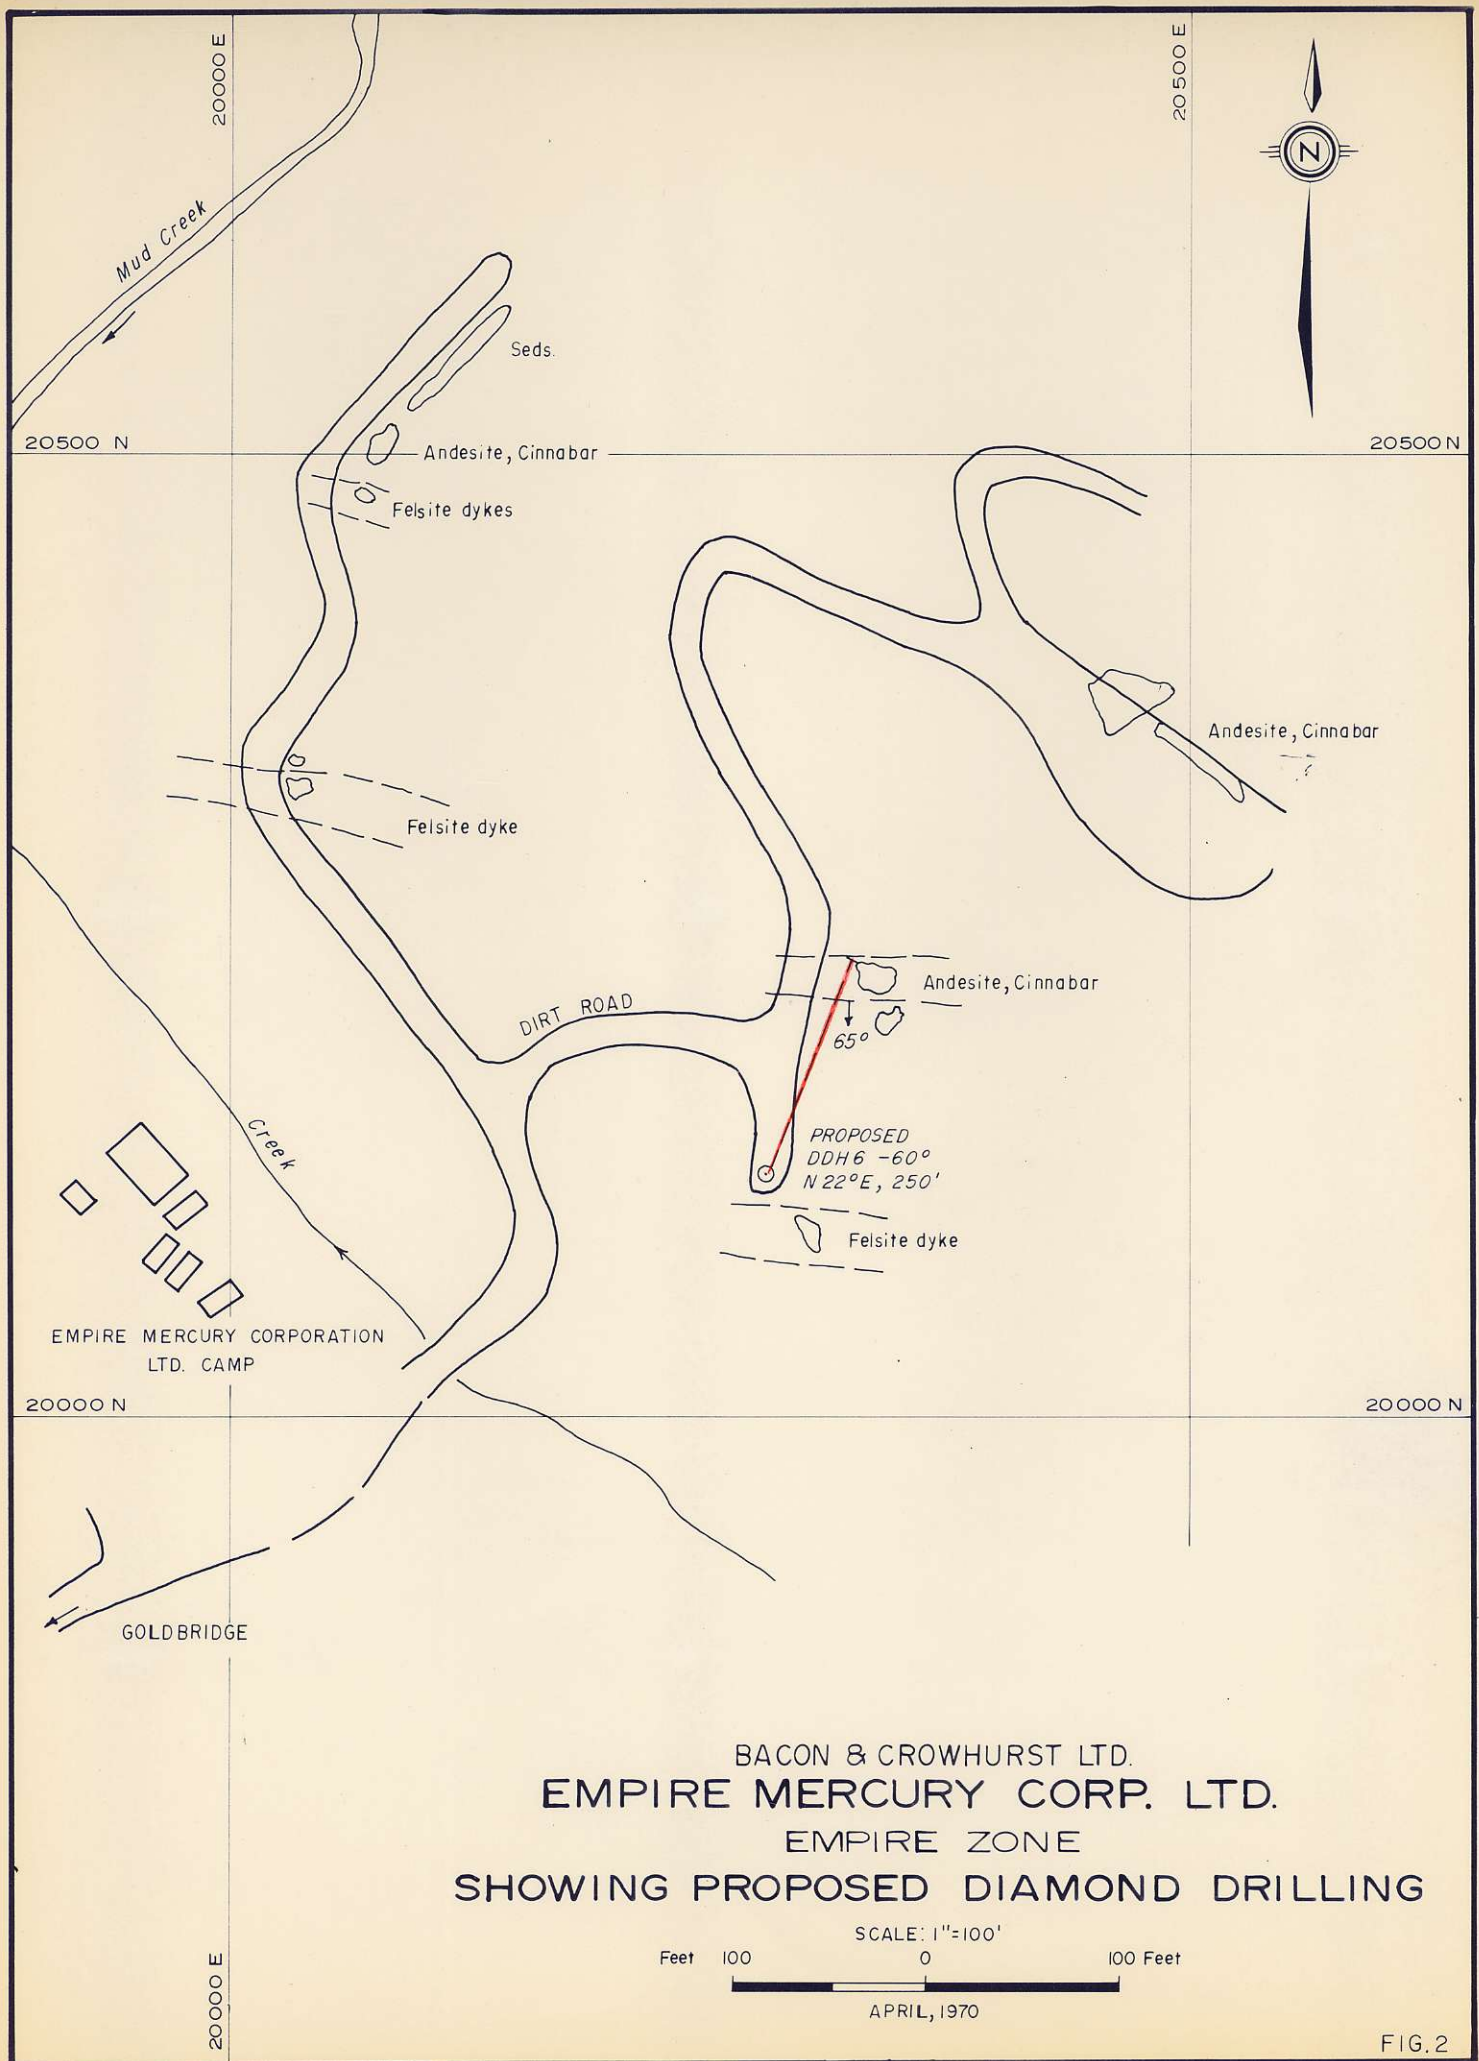 20000 E
20500 E
N
Mud Creek
Seds.
20500 N
20500 N
Andesite, Cinnabar
Felsite dykes
Andesite, Cinnabar
Felsite dyke
Andesite, Cinnabar
DIRT ROAD
65°
Creek
PROPOSED
DDH 6 -60°
N 22° E, 250'
Felsite dyke
EMPIRE MERCURY CORPORATION
LTD. CAMP
20000 N
20000 N
GOLDBRIDGE
BACON & CROWHURST LTD.
EMPIRE MERCURY CORP. LTD.
EMPIRE ZONE
SHOWING PROPOSED DIAMOND DRILLING
SCALE: 1"=100'
Feet 100 0 100 Feet
APRIL, 1970
20000 E
FIG. 2